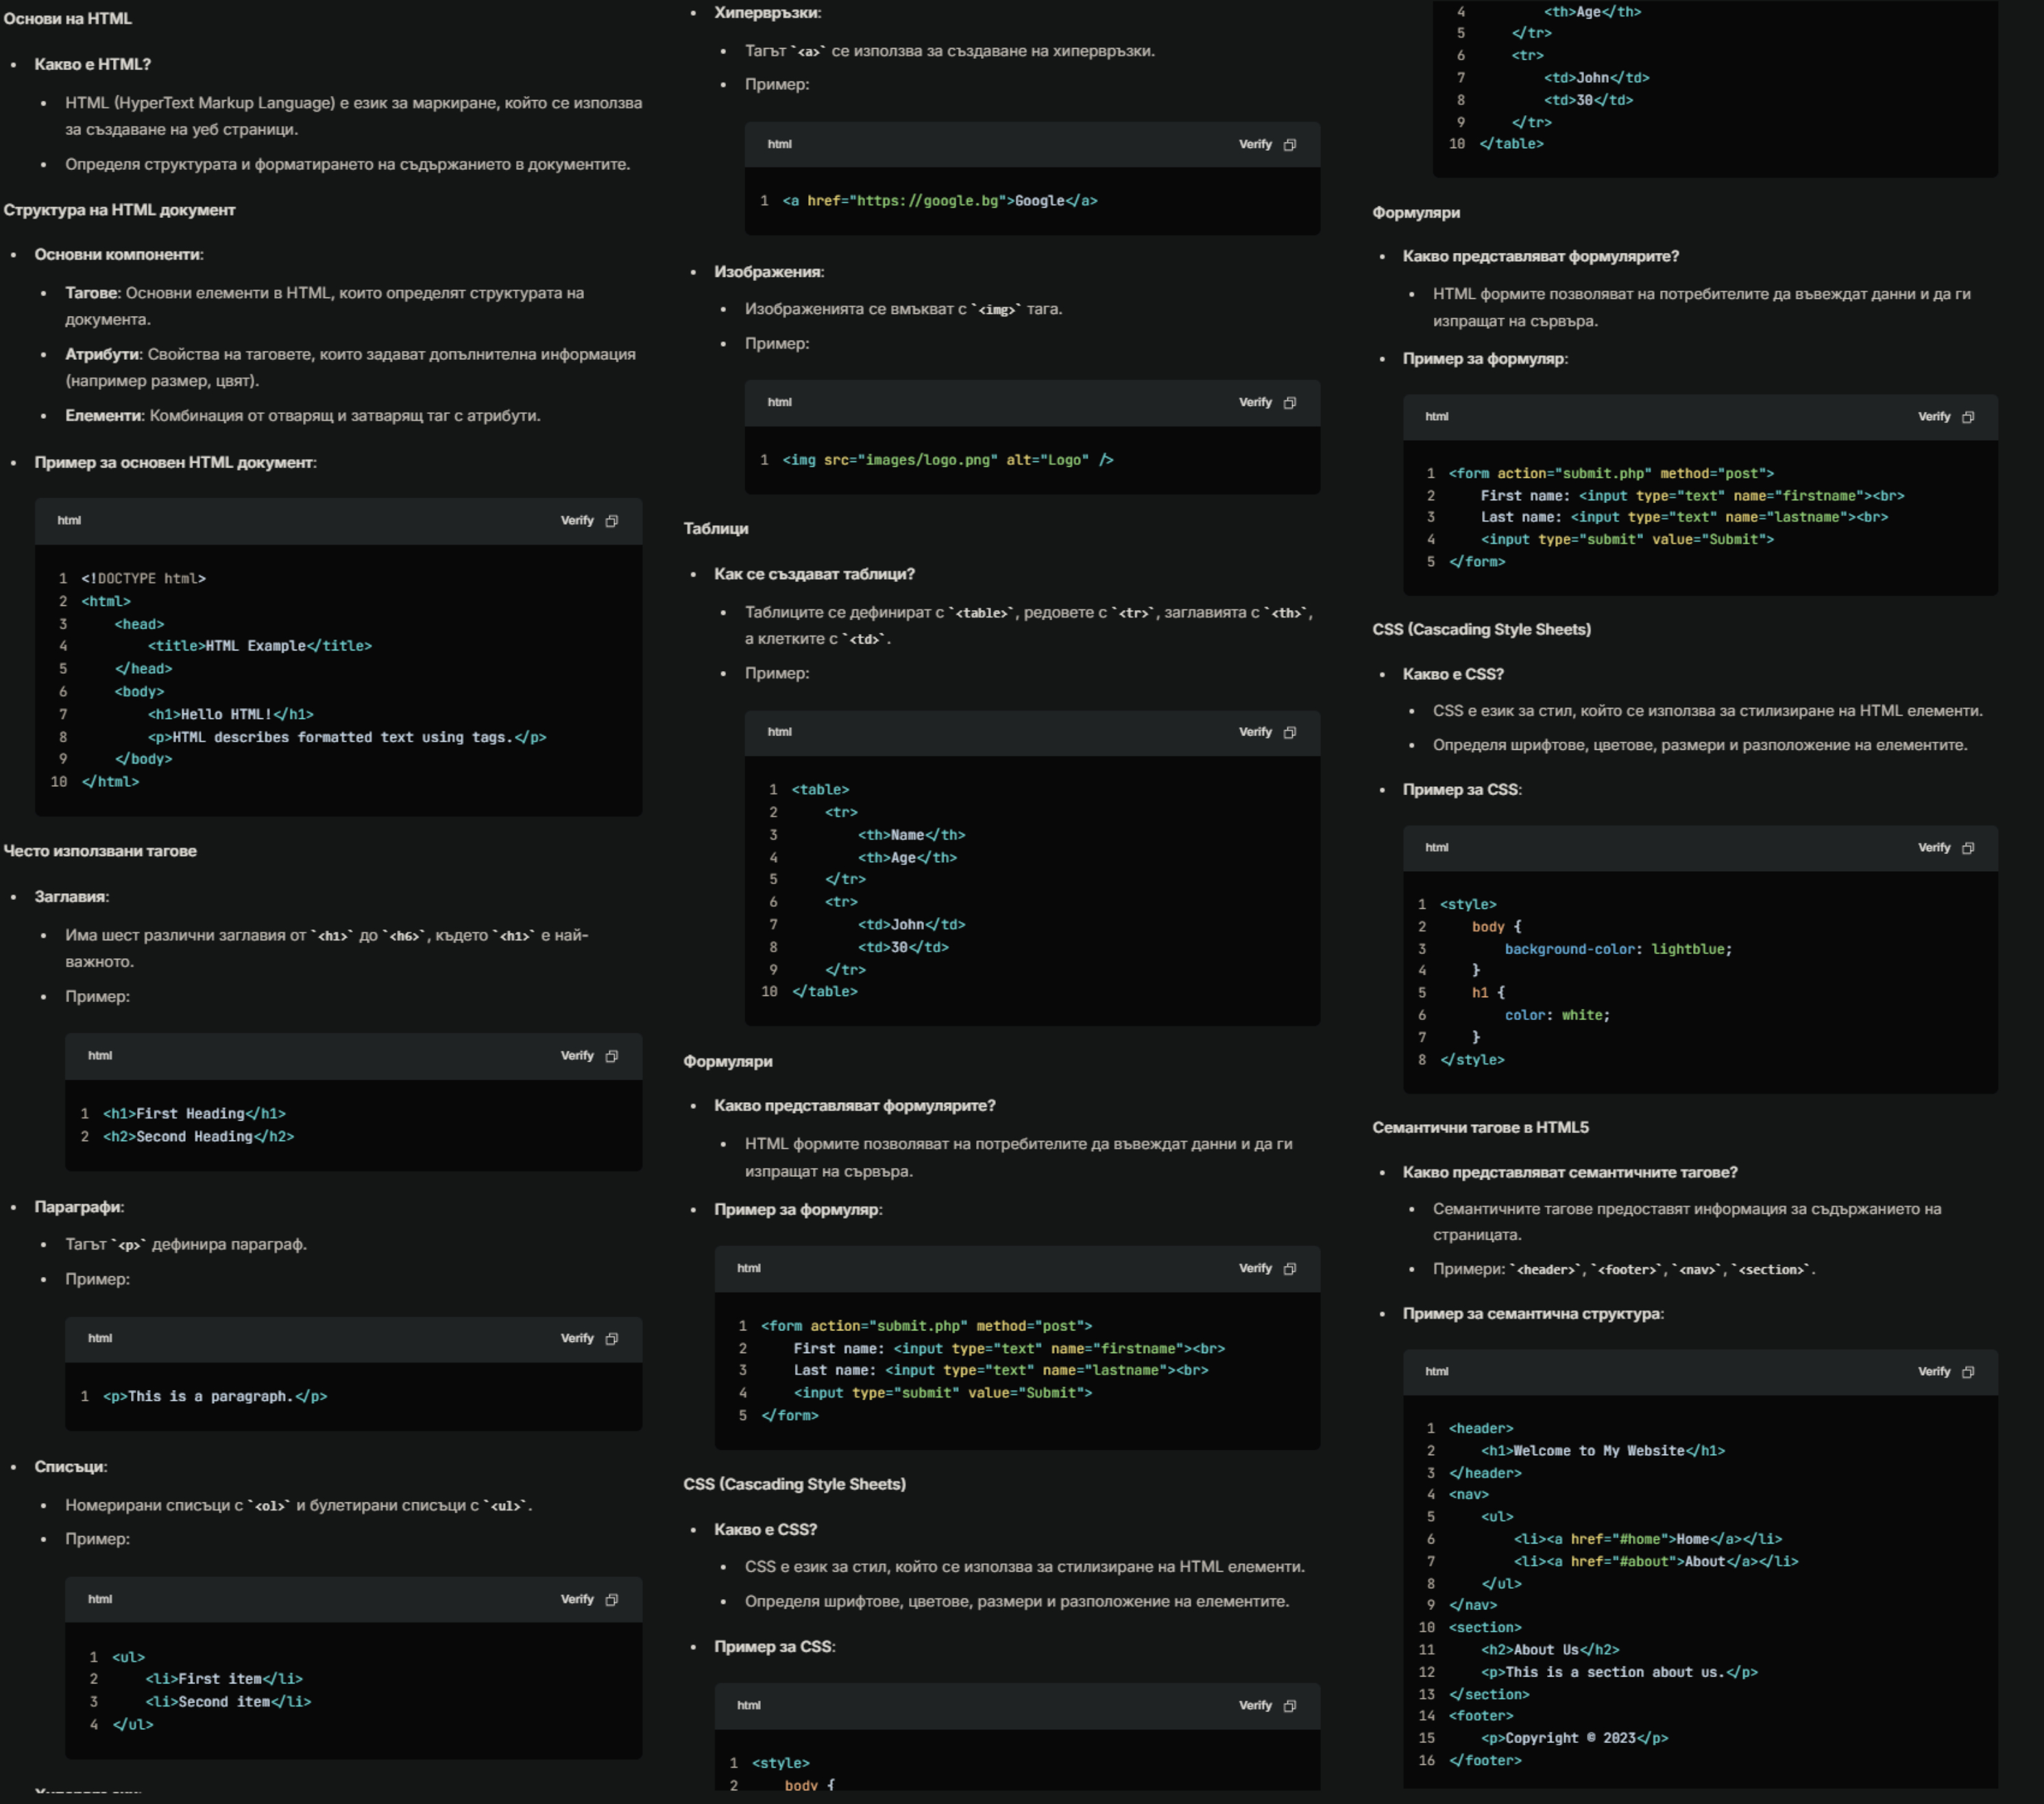 Основи на HTML
Какво е HTML?
HTML (HyperText Markup Language) е език за маркиране, който се използва
за създаване на уеб страници.
Определя структурата и форматирането на съдържанието в документите.
Структура на HTML документ
Основни компоненти:
Тагове: Основни елементи в HTML, които определят структурата на
документа.
Атрибути: Свойства на таговете, които задават допълнителна информация
(например размер, цвят).
Елементи: Комбинация от отварящ и затварящ таг с атрибути.
Пример за основен HTML документ:
html Verify
1 <!DOCTYPE html>
2 <html>
3 <head>
4 <title>HTML Example</title>
5 </head>
6 <body>
7 <h1>Hello HTML!</h1>
8 <p>HTML describes formatted text using tags.</p>
9 </body>
10 </html>
Често използвани тагове
Заглавия:
Има шест различни заглавия от `<h1>` до `<h6>`, където `<h1>` е най-
важното.
Пример:
html Verify
1 <h1>First Heading</h1>
2 <h2>Second Heading</h2>
Параграфи:
Тагът `<p>` дефинира параграф.
Пример:
html Verify
1 <p>This is a paragraph.</p>
Списъци:
Номерирани списъци с `<ol>` и булетирани списъци с `<ul>`.
Пример:
html Verify
1 <ul>
2 <li>First item</li>
3 <li>Second item</li>
4 </ul>
Хипервръзки:
Тагът `<a>` се използва за създаване на хипервръзки.
Пример:
html Verify
1 <a href="https://google.bg">Google</a>
Изображения:
Изображенията се вмъкват с `<img>` тага.
Пример:
html Verify
1 <img src="images/logo.png" alt="Logo" />
Таблици
Как се създават таблици?
Таблиците се дефинират с `<table>`, редовете с `<tr>`, заглавията с `<th>`,
а клетките с `<td>`.
Пример:
html Verify
1 <table>
2 <tr>
3 <th>Name</th>
4 <th>Age</th>
5 </tr>
6 <tr>
7 <td>John</td>
8 <td>30</td>
9 </tr>
10 </table>
Формуляри
Какво представляват формулярите?
HTML формите позволяват на потребителите да въвеждат данни и да ги
изпращат на сървъра.
Пример за формуляр:
html Verify
1 <form action="submit.php" method="post">
2 First name: <input type="text" name="firstname"><br>
3 Last name: <input type="text" name="lastname"><br>
4 <input type="submit" value="Submit">
5 </form>
CSS (Cascading Style Sheets)
Какво е CSS?
CSS е език за стил, който се използва за стилизиране на HTML елементи.
Определя шрифтове, цветове, размери и разположение на елементите.
Пример за CSS:
html Verify
1 <style>
2 body {
4 <th>Age</th>
5 </tr>
6 <tr>
7 <td>John</td>
8 <td>30</td>
9 </tr>
10 </table>
Формуляри
Какво представляват формулярите?
HTML формите позволяват на потребителите да въвеждат данни и да ги
изпращат на сървъра.
Пример за формуляр:
html Verify
1 <form action="submit.php" method="post">
2 First name: <input type="text" name="firstname"><br>
3 Last name: <input type="text" name="lastname"><br>
4 <input type="submit" value="Submit">
5 </form>
CSS (Cascading Style Sheets)
Какво е CSS?
CSS е език за стил, който се използва за стилизиране на HTML елементи.
Определя шрифтове, цветове, размери и разположение на елементите.
Пример за CSS:
html Verify
1 <style>
2 body {
3 background-color: lightblue;
4 }
5 h1 {
6 color: white;
7 }
8 </style>
Семантични тагове в HTML5
Какво представляват семантичните тагове?
Семантичните тагове предоставят информация за съдържанието на
страницата.
Примери: `<header>`, `<footer>`, `<nav>`, `<section>`.
Пример за семантична структура:
html Verify
1 <header>
2 <h1>Welcome to My Website</h1>
3 </header>
4 <nav>
5 <ul>
6 <li><a href="#home">Home</a></li>
7 <li><a href="#about">About</a></li>
8 </ul>
9 </nav>
10 <section>
11 <h2>About Us</h2>
12 <p>This is a section about us.</p>
13 </section>
14 <footer>
15 <p>Copyright © 2023</p>
16 </footer>